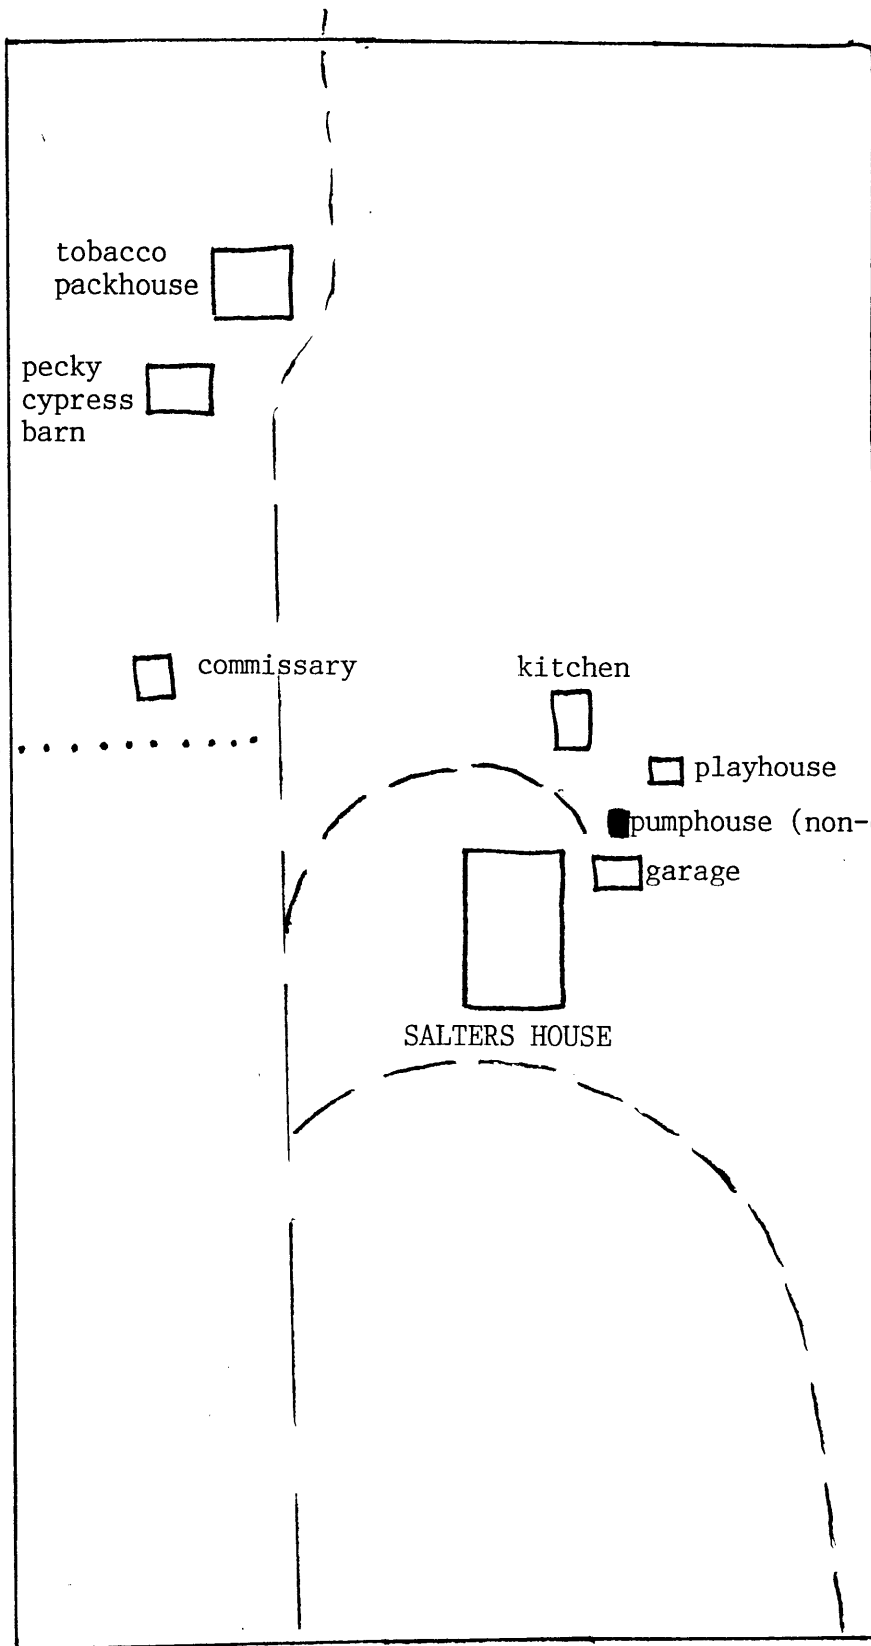 tobacco
packhouse
pecky
cypress
barn
commissary
kitchen
playhouse
pumphouse (non-
garage
SALTERS HOUSE